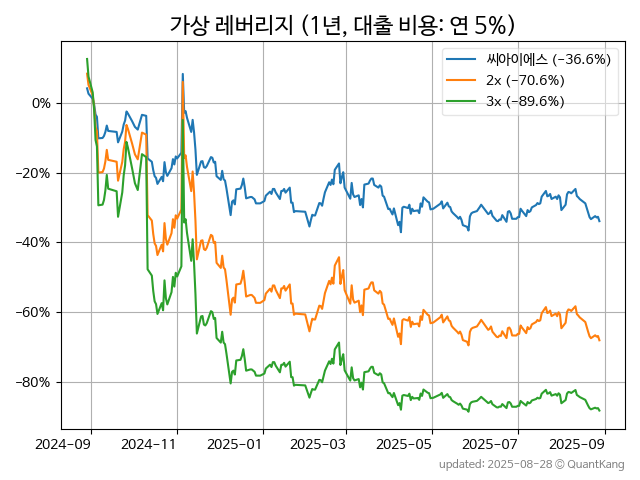 가상 레버리지 (1년, 대출 비용: 연 5%)
씨아이에스 (−36.6%)
2x (−70.6%)
3x (−89.6%)
0%
−20%
−40%
−60%
−80%
2024-09 2024-11 2025-01 2025-03 2025-05 2025-07 2025-09
updated: 2025-08-28 © QuantKang